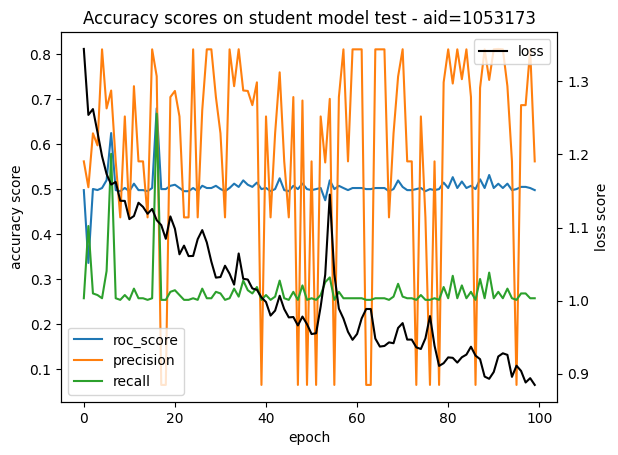 Accuracy scores on student model test - aid=1053173
loss
roc_score
precision
recall
accuracy score
loss score
epoch
0.8
0.7
0.6
0.5
0.4
0.3
0.2
0.1
1.3
1.2
1.1
1.0
0.9
0 20 40 60 80 100